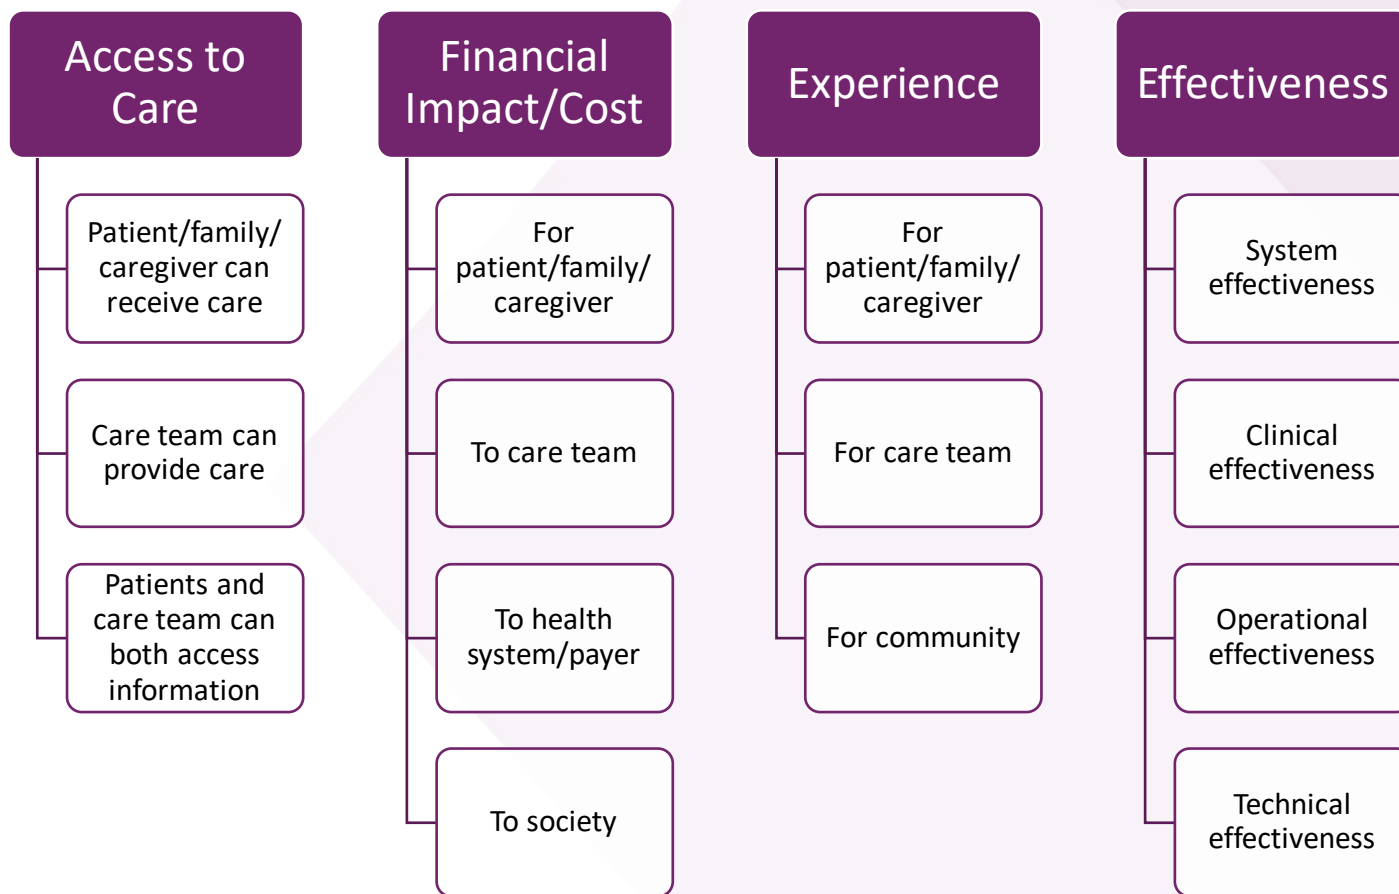 Access to
Care
Patient/family/
caregiver can
receive care
Care team can
provide care
Patients and
care team can
both access
information
Financial
Impact/Cost
For
patient/family/
caregiver
To care team
To health
system/payer
To society
Experience
For
patient/family/
caregiver
For care team
For community
Effectiveness
System
effectiveness
Clinical
effectiveness
Operational
effectiveness
Technical
effectiveness